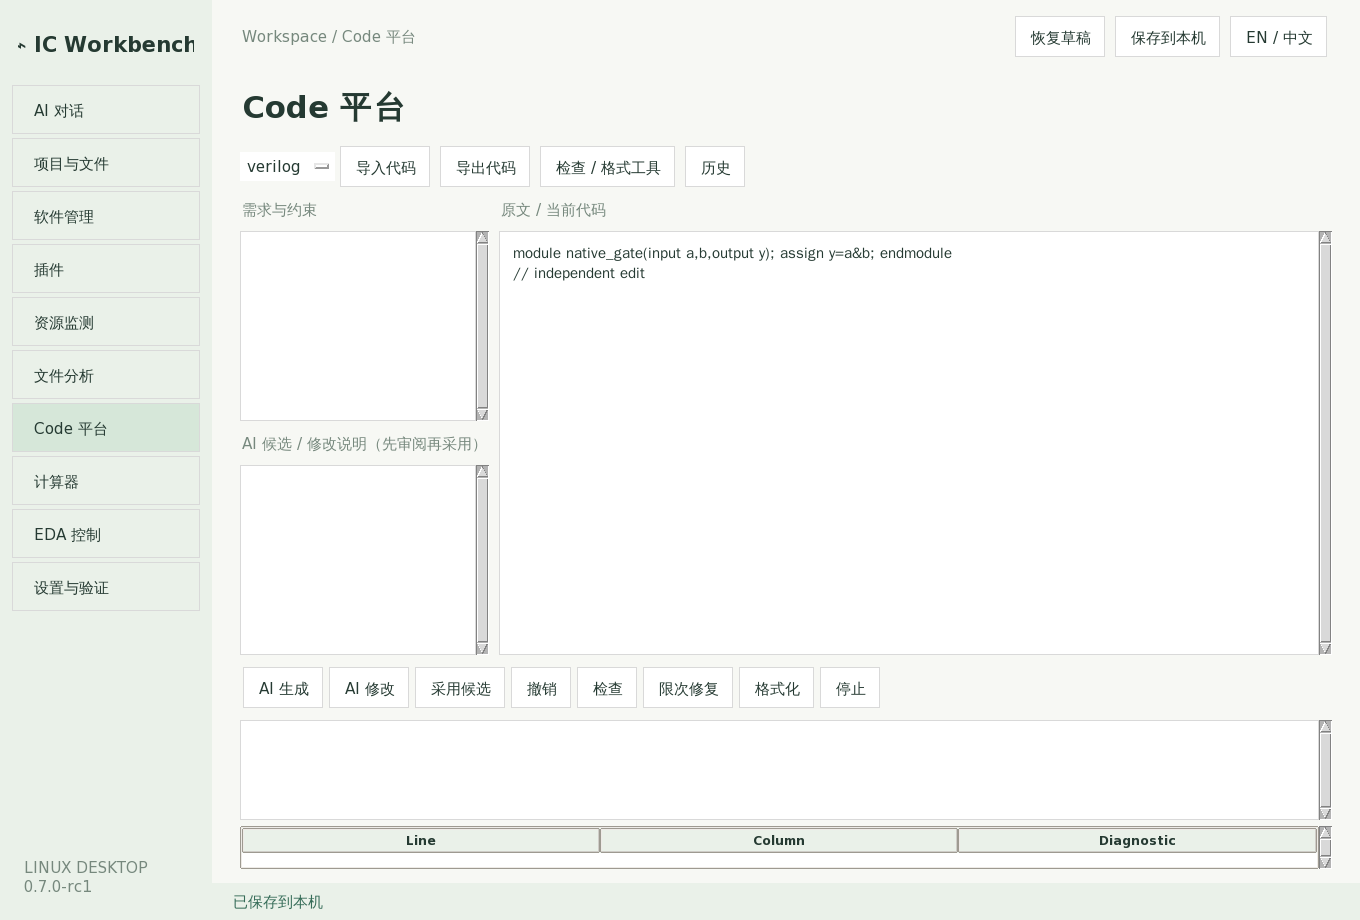 IC Workbench
AI 对话
项目与文件
软件管理
插件
资源监测
文件分析
Code 平台
计算器
EDA 控制
设置与验证
LINUX DESKTOP
0.7.0-rc1
Workspace / Code 平台
恢复草稿
保存到本机
EN / 中文
Code 平台
verilog
导入代码
导出代码
检查 / 格式工具
历史
需求与约束
原文 / 当前代码
module native_gate(input a,b,output y); assign y=a&b; endmodule
// independent edit
AI 候选 / 修改说明（先审阅再采用）
AI 生成
AI 修改
采用候选
撤销
检查
限次修复
格式化
停止
Line
Column
Diagnostic
已保存到本机